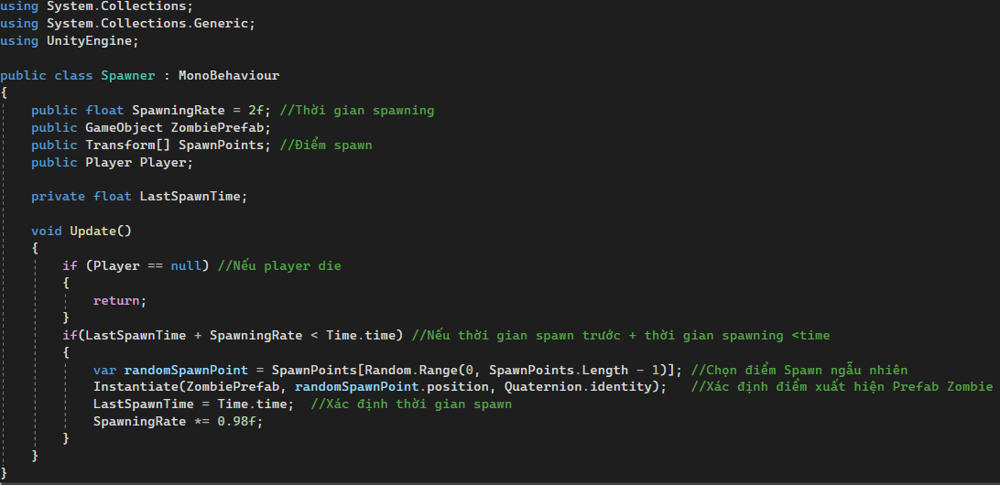 using System.Collections;
using System.Collections.Generic;
using UnityEngine;
public class Spawner : MonoBehaviour
{
public float SpawningRate = 2f; //Thời gian spawning
public GameObject ZombiePrefab;
public Transform[] SpawnPoints; //Điểm spawn
public Player Player;
private float LastSpawnTime;
void Update()
{
if (Player == null) //Nếu player die
{
return;
}
if(LastSpawnTime + SpawningRate < Time.time) //Nếu thời gian spawn trước + thời gian spawning <time
{
var randomSpawnPoint = SpawnPoints[Random.Range(0, SpawnPoints.Length - 1)]; //Chọn điểm Spawn ngẫu nhiên
Instantiate(ZombiePrefab, randomSpawnPoint.position, Quaternion.identity); //Xác định điểm xuất hiện Prefab Zombie
LastSpawnTime = Time.time; //Xác định thời gian spawn
SpawningRate *= 0.98f;
}
}
}